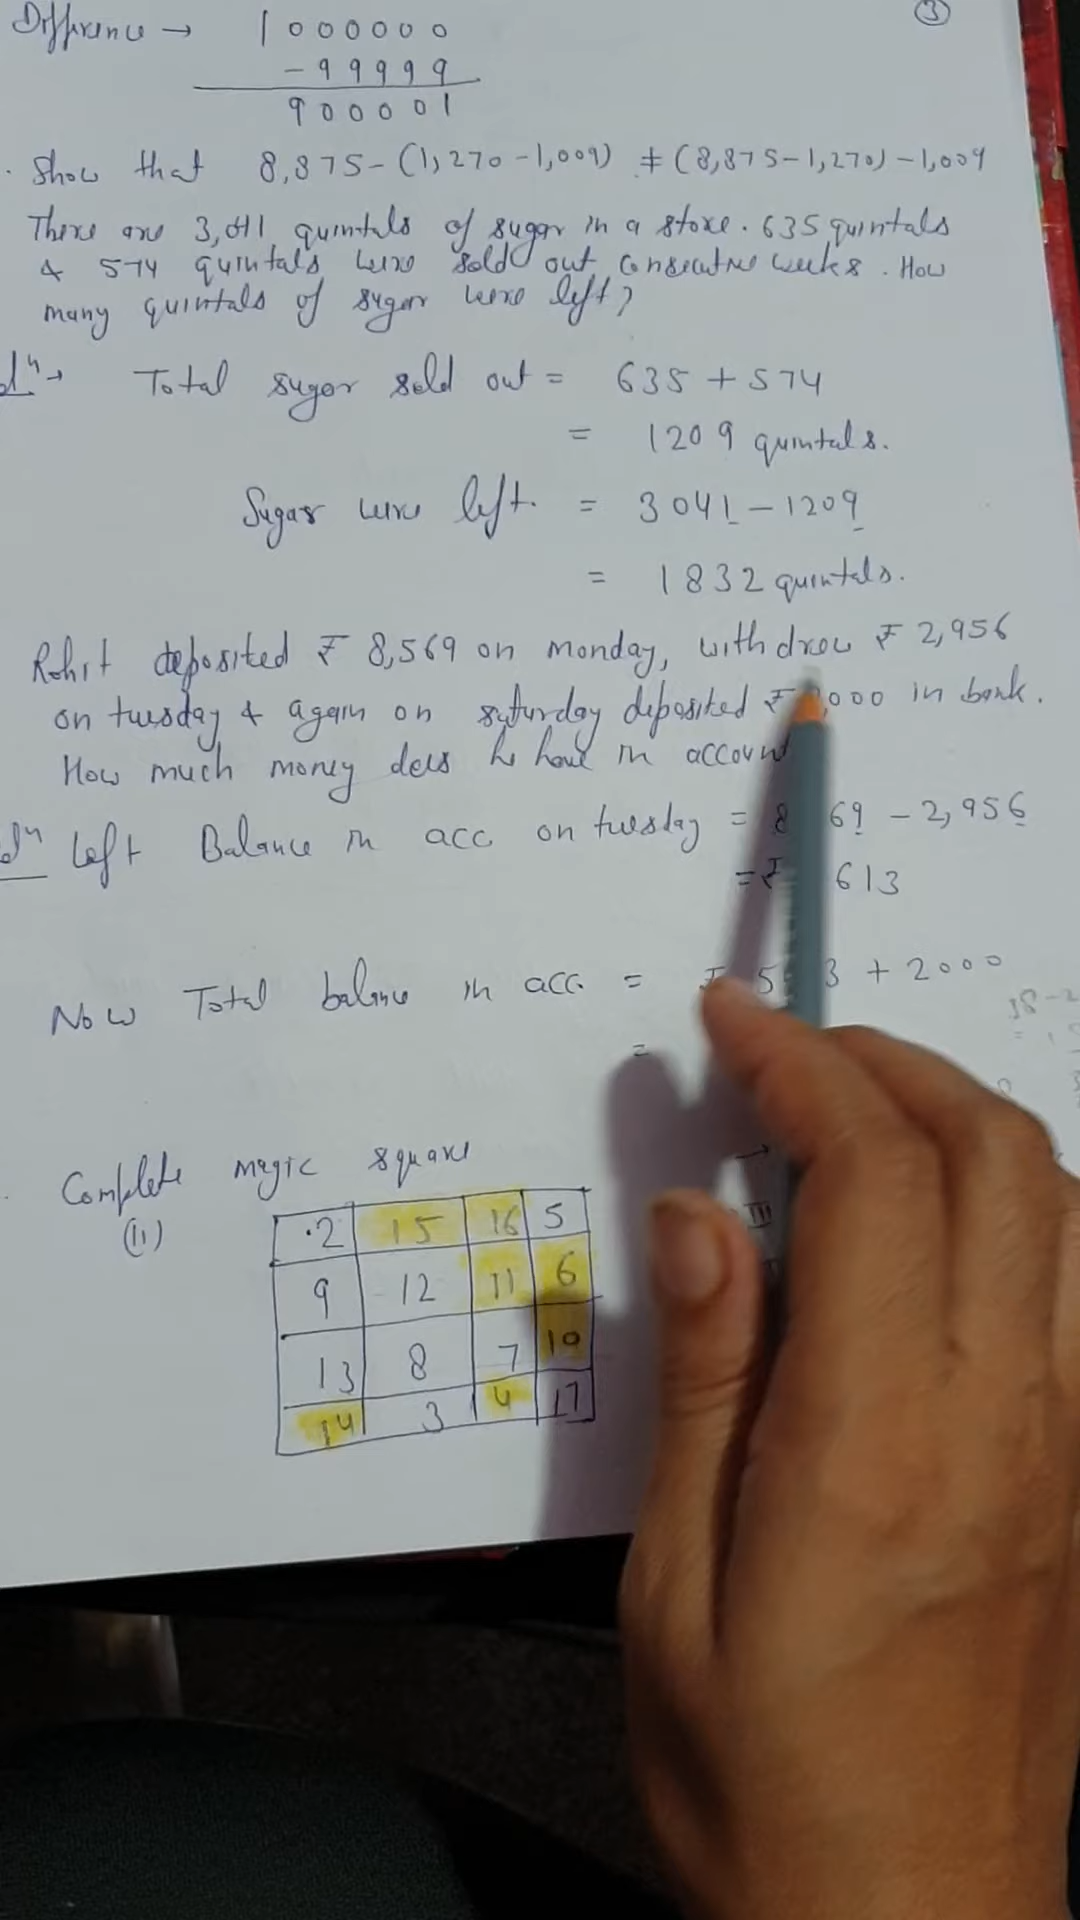 3
Difference → 1000000
- 99999
900001
. Show that 8,875-(1,270-1,009) ≠ (8,875-1,270)-1,009
There are 3,041 quintals of sugar in a store. 635 quintals
& 574 quintals were sold out consecutive weeks. How
many quintals of sugar were left?
Total sugar sold out = 635 + 574
= 1209 quintals.
Sugar were left. = 3041 - 1209
= 1832 quintals.
Rohit deposited ₹ 8,569 on monday, withdrew ₹ 2,956
on tuesday & again on saturday deposited ₹ ,000 in bank.
How much money does he have in
left Balance in acc on tuesday = 8 69 - 2,956
= ₹ 613
Now Total balance in acc. = ₹ 5 3 + 2000
=
Complete magic square
(ii)
.2 15 16 5
9 12 11 6
13 8 7 10
14 3 4 17
→
III